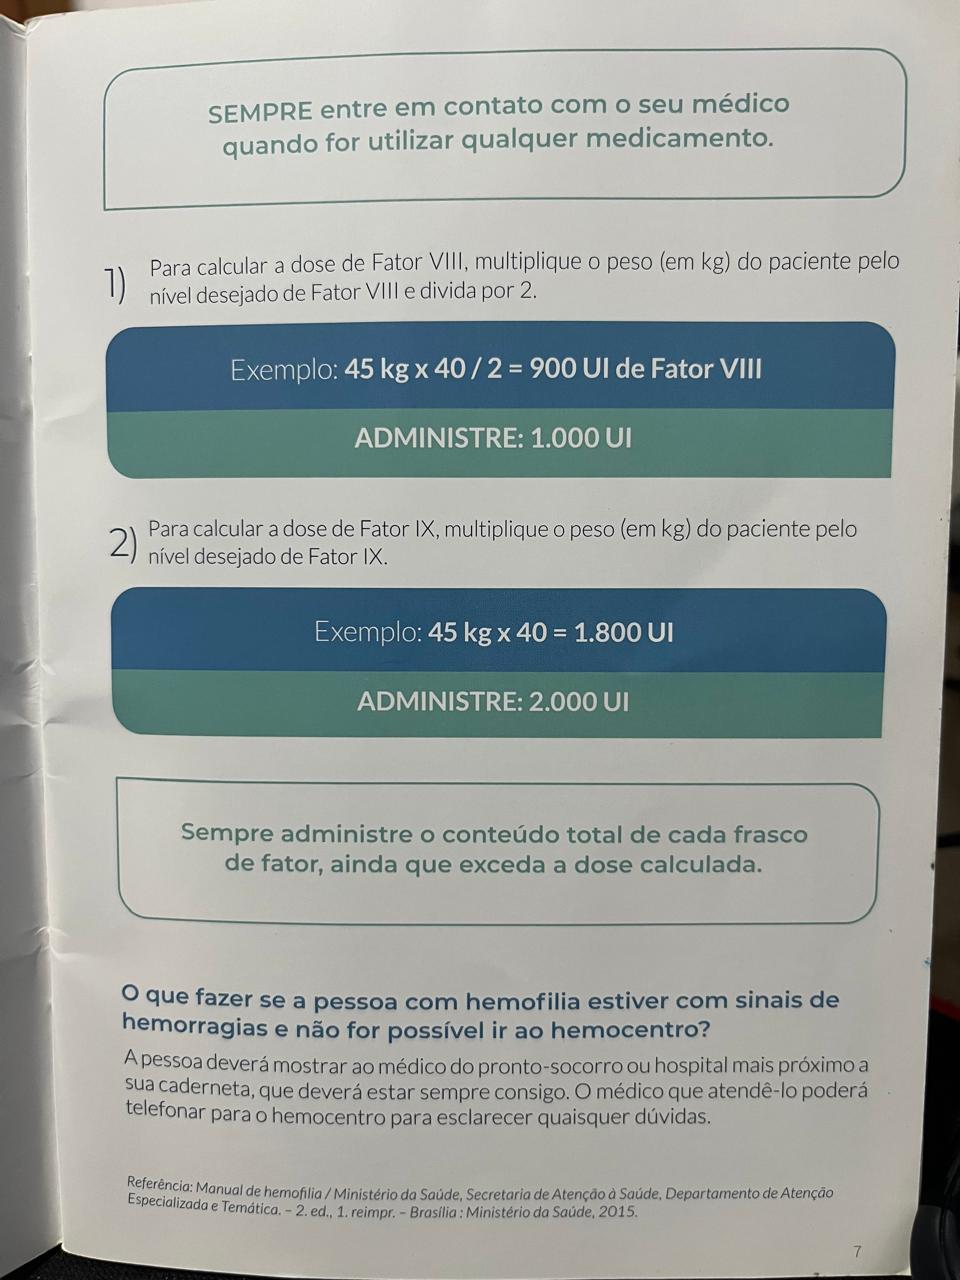 SEMPRE entre em contato com o seu médico
quando for utilizar qualquer medicamento.
1) Para calcular a dose de Fator VIII, multiplique o peso (em kg) do paciente pelo
nível desejado de Fator VIII e divida por 2.
Exemplo: 45 kg x 40 / 2 = 900 UI de Fator VIII
ADMINISTRE: 1.000 UI
2) Para calcular a dose de Fator IX, multiplique o peso (em kg) do paciente pelo
nível desejado de Fator IX.
Exemplo: 45 kg x 40 = 1.800 UI
ADMINISTRE: 2.000 UI
Sempre administre o conteúdo total de cada frasco
de fator, ainda que exceda a dose calculada.
O que fazer se a pessoa com hemofilia estiver com sinais de
hemorragias e não for possível ir ao hemocentro?
A pessoa deverá mostrar ao médico do pronto-socorro ou hospital mais próximo a
sua caderneta, que deverá estar sempre consigo. O médico que atendê-lo poderá
telefonar para o hemocentro para esclarecer quaisquer dúvidas.
Referência: Manual de hemofilia / Ministério da Saúde, Secretaria de Atenção à Saúde, Departamento de Atenção
Especializada e Temática. – 2. ed., 1. reimpr. – Brasília : Ministério da Saúde, 2015.
7